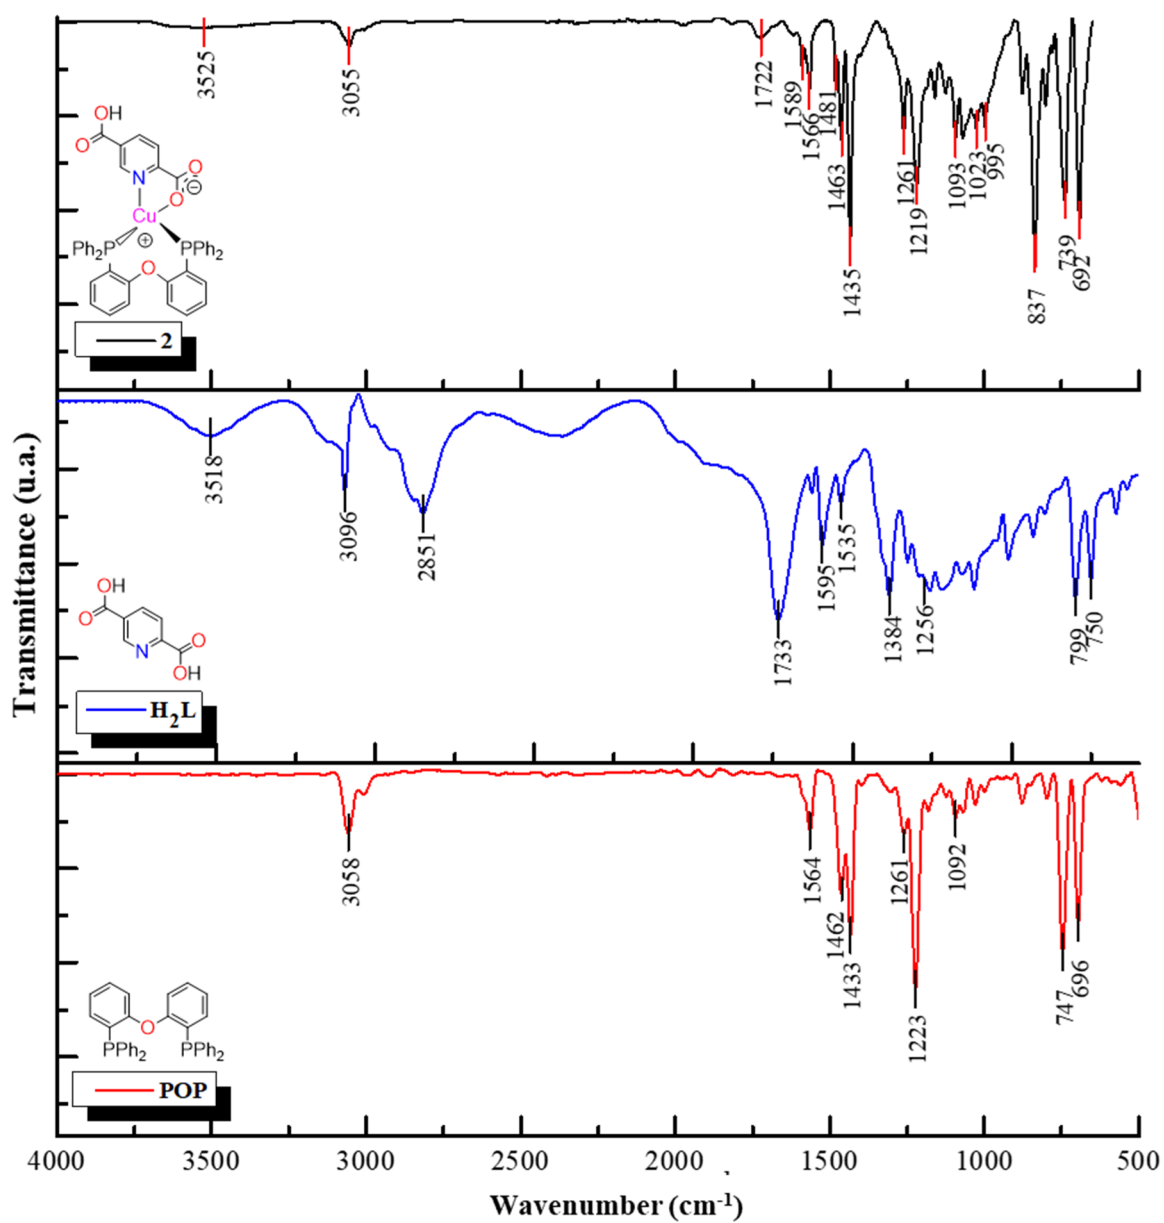 3525
3055
1722
1589
1566
1481
1463
1435
1261
1219
1093
1023
995
837
739
692
OH
O
O
N
O
⊖
Cu
⊕
Ph2P
PPh2
O
2
Transmittance (u.a.)
3518
3096
2851
1733
1595
1535
1384
1256
799
750
OH
O
O
N
OH
H2L
3058
1564
1462
1433
1261
1223
1092
747
696
O
PPh2 PPh2
POP
4000 3500 3000 2500 2000 1500 1000 500
Wavenumber (cm-1)